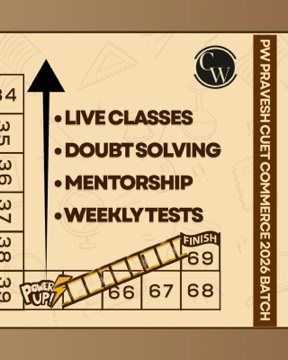 CW
• LIVE CLASSES
• DOUBT SOLVING
• MENTORSHIP
• WEEKLY TESTS
PW PRAVESH CUET COMMERCE 2026 BATCH
34
35
36
37
38
39
POWER UP!
FINISH
69
66 67 68